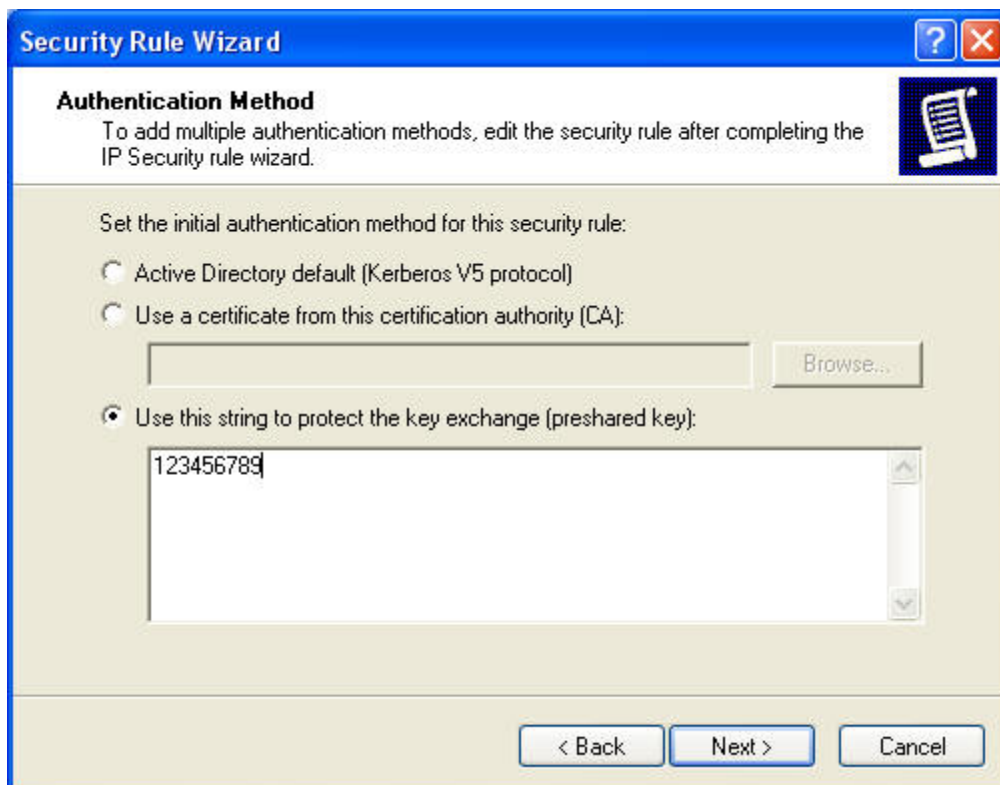 Security Rule Wizard
?
Authentication Method
To add multiple authentication methods, edit the security rule after completing the
IP Security rule wizard.
Set the initial authentication method for this security rule:
Active Directory default (Kerberos V5 protocol)
Use a certificate from this certification authority (CA):
Browse...
Use this string to protect the key exchange (preshared key):
123456789
< Back Next > Cancel